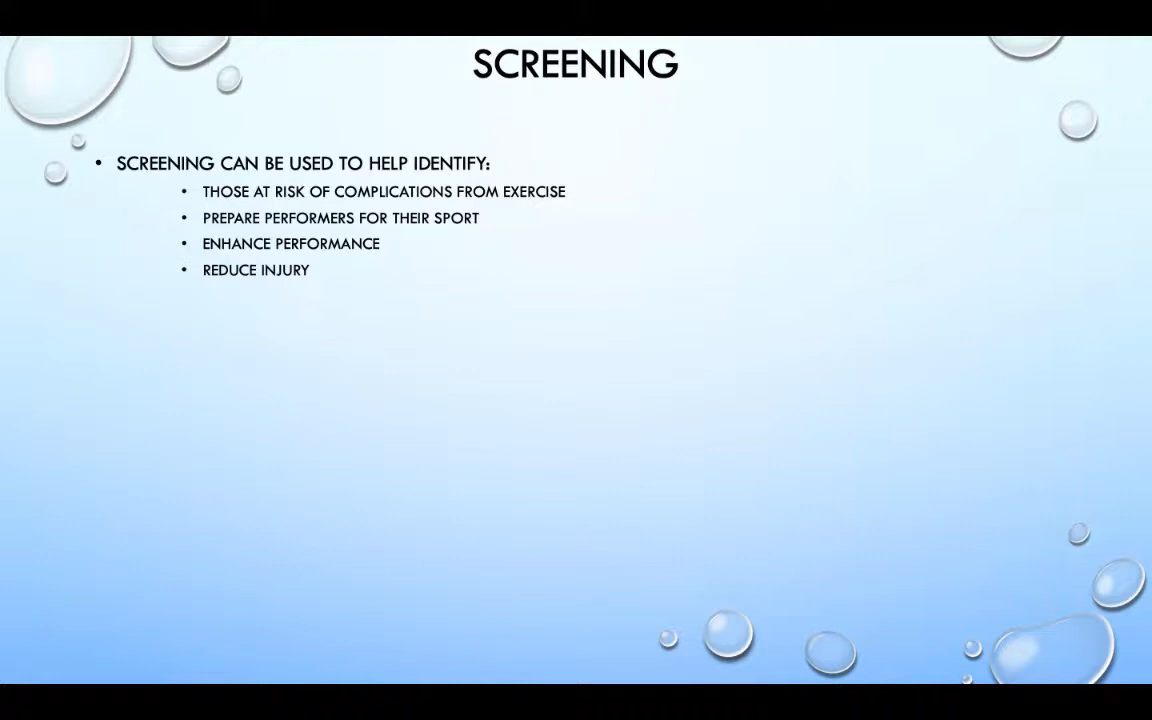 SCREENING
• SCREENING CAN BE USED TO HELP IDENTIFY:
• THOSE AT RISK OF COMPLICATIONS FROM EXERCISE
• PREPARE PERFORMERS FOR THEIR SPORT
• ENHANCE PERFORMANCE
• REDUCE INJURY